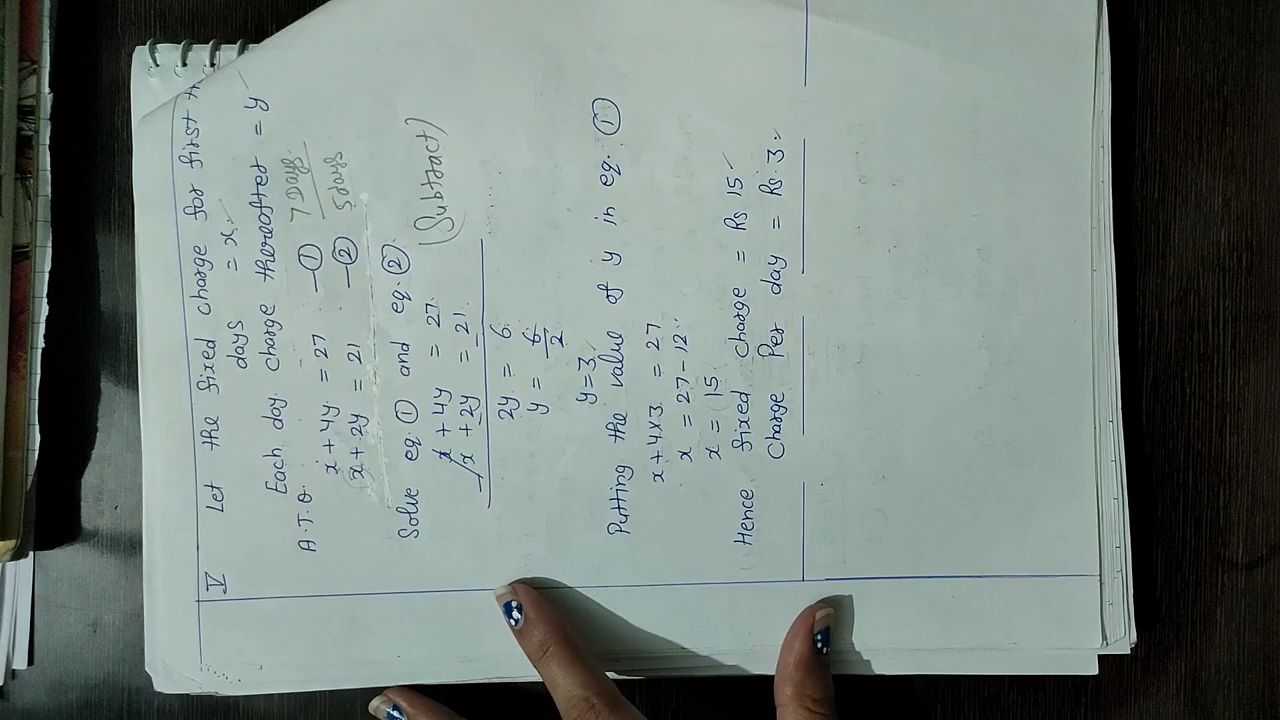 V Let the fixed charge for first
days = x.
Each day charge thereafter = y
A.T.Q.
x + 4y = 27 — ① 7 Days
x + 2y = 21 — ② 5 days
Solve eq. ① and eq. ②.
x + 4y = 27. (Subtract)
- x + 2y = 21.
2y = 6.
y = 6/2
y = 3.
Putting the value of y in eq. ①
x + 4×3. = 27
x = 27 - 12.
x = 15.
Hence fixed charge = Rs 15
Charge Per day = Rs. 3.